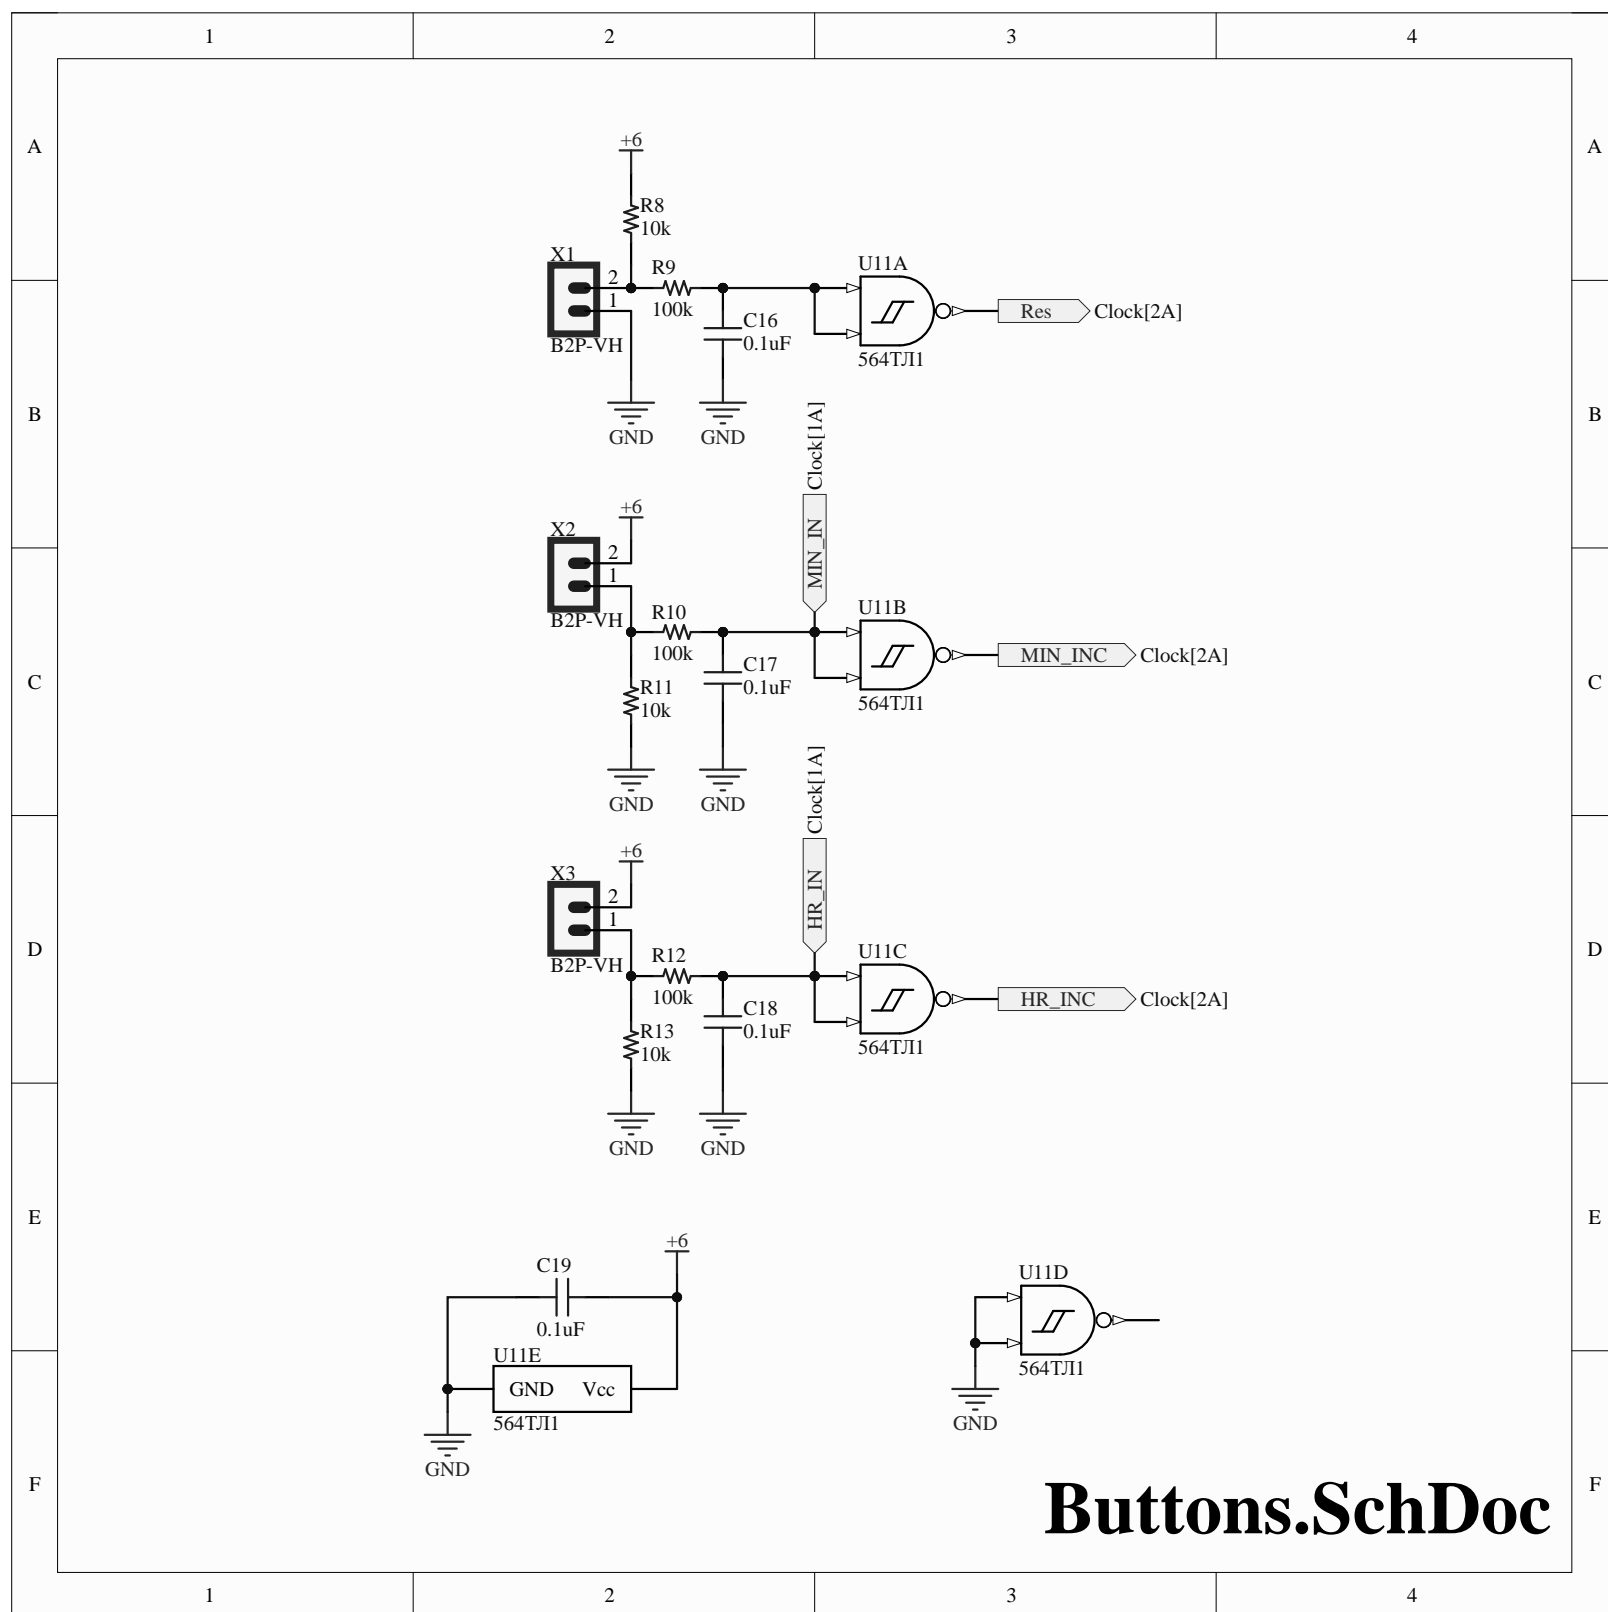 1 2 3 4
A A
+6
R8
10k
X1
2
1
B2P-VH
R9
100k
C16
0.1uF
U11A
564ТЛ1
Res Clock[2A]
GND GND
B B
Clock[1A]
MIN_IN
+6
X2
2
1
B2P-VH
R10
100k
R11
10k
C17
0.1uF
U11B
564ТЛ1
MIN_INC Clock[2A]
C C
GND GND
Clock[1A]
HR_IN
+6
X3
2
1
B2P-VH
R12
100k
R13
10k
C18
0.1uF
U11C
564ТЛ1
HR_INC Clock[2A]
D D
GND GND
E E
+6
C19
0.1uF
U11E
GND Vcc
564ТЛ1
GND
U11D
564ТЛ1
GND
F F
Buttons.SchDoc
1 2 3 4